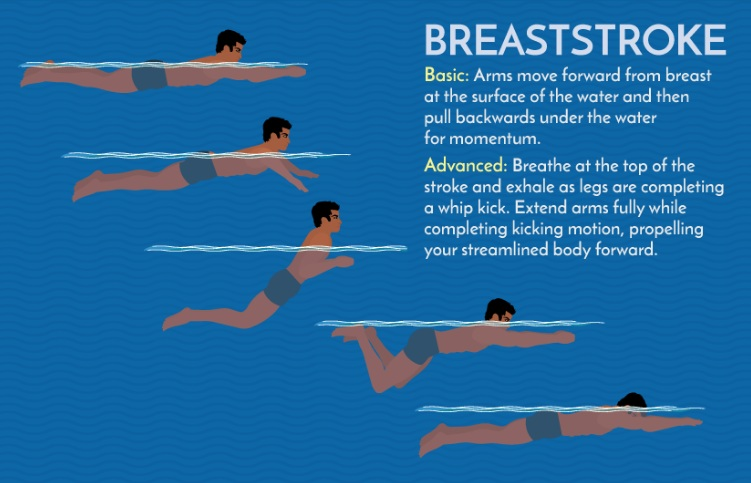 BREASTSTROKE
Basic: Arms move forward from breast
at the surface of the water and then
pull backwards under the water
for momentum.
Advanced: Breathe at the top of the
stroke and exhale as legs are completing
a whip kick. Extend arms fully while
completing kicking motion, propelling
your streamlined body forward.